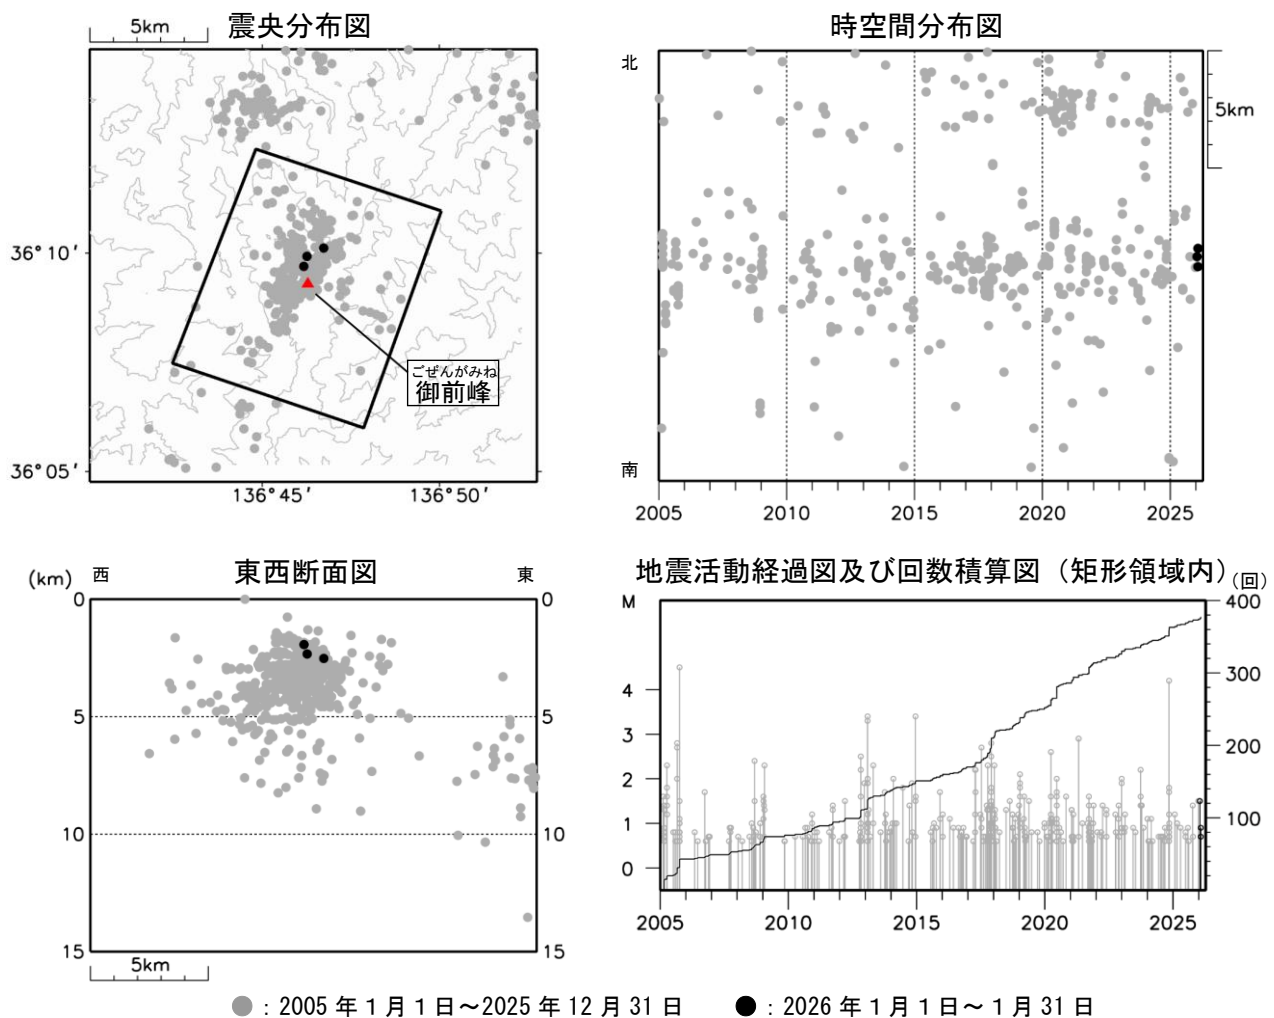 5km
震央分布図
36°10′
36°05′
136°45′
136°50′
ごぜんがみね
御前峰
時空間分布図
北
南
5km
2005
2010
2015
2020
2025
東西断面図
(km)
西
東
0
5
10
15
0
5
10
15
5km
地震活動経過図及び回数積算図（矩形領域内）
(回)
M
4
3
2
1
0
400
300
200
100
2005
2010
2015
2020
2025
：2005年1月1日～2025年12月31日
：2026年1月1日～1月31日